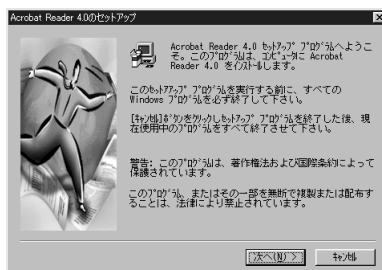 Acrobat Reader 4.0のセットアップ
Acrobat Reader 4.0 ｾｯﾄｱｯﾌﾟ ﾌﾟﾛｸﾞﾗﾑへようこ
そ。このﾌﾟﾛｸﾞﾗﾑは、ｺﾝﾋﾟｭｰﾀに Acrobat
Reader 4.0 をｲﾝｽﾄｰﾙします。
このｾｯﾄｱｯﾌﾟ ﾌﾟﾛｸﾞﾗﾑを実行する前に、すべての
Windows ﾌﾟﾛｸﾞﾗﾑを必ず終了して下さい。
[ｷｬﾝｾﾙ]ﾎﾞﾀﾝをｸﾘｯｸしｾｯﾄｱｯﾌﾟ ﾌﾟﾛｸﾞﾗﾑを終了した後、現
在使用中のﾌﾟﾛｸﾞﾗﾑをすべて終了させて下さい。
警告: このﾌﾟﾛｸﾞﾗﾑは、著作権法および国際条約によって
保護されています。
このﾌﾟﾛｸﾞﾗﾑ、またはその一部を無断で複製または配布す
ることは、法律により禁止されています。
次へ(N) >
ｷｬﾝｾﾙ